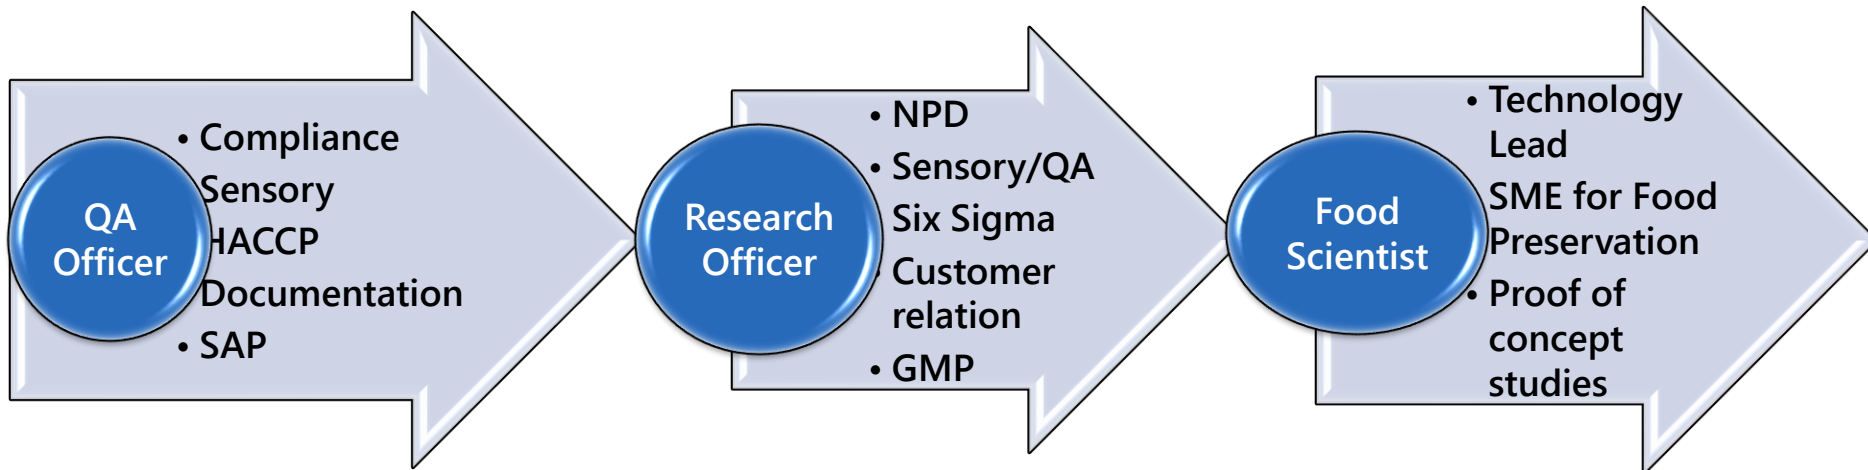 QA
Officer
• Compliance
Sensory
HACCP
Documentation
• SAP
Research
Officer
• NPD
• Sensory/QA
Six Sigma
• Customer
relation
• GMP
Food
Scientist
• Technology
Lead
SME for Food
Preservation
• Proof of
concept
studies